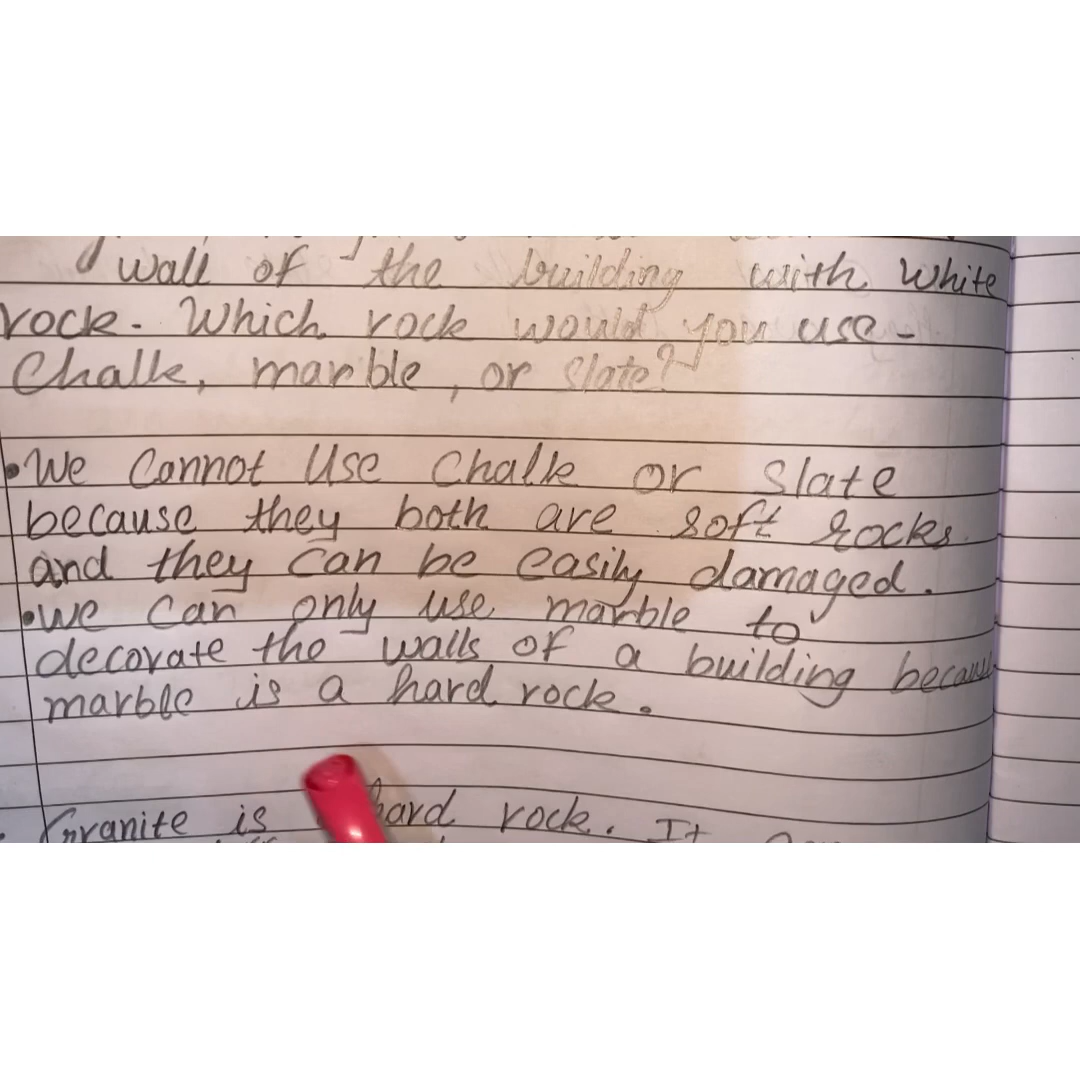 wall of the building with white
rock. Which rock would you use -
Chalk, marble, or slate?
• We Cannot Use Chalk or Slate
because they both are soft rocks
and they can be easily damaged.
• we can only use marble to
decorate the walls of a building because
marble is a hard rock.
Granite is hard rock. It